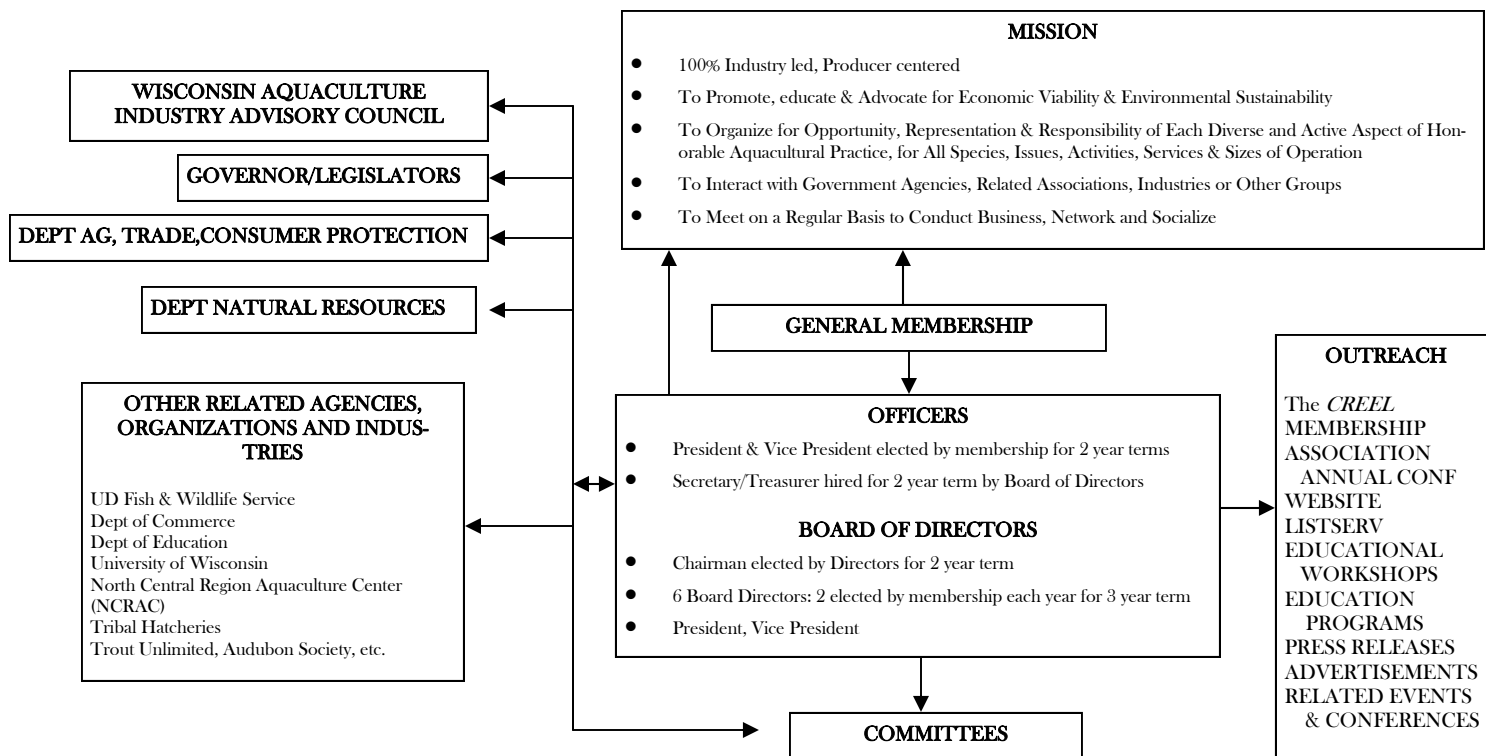 MISSION
● 100% Industry led, Producer centered
● To Promote, educate & Advocate for Economic Viability & Environmental Sustainability
● To Organize for Opportunity, Representation & Responsibility of Each Diverse and Active Aspect of Hon-
orable Aquacultural Practice, for All Species, Issues, Activities, Services & Sizes of Operation
● To Interact with Government Agencies, Related Associations, Industries or Other Groups
● To Meet on a Regular Basis to Conduct Business, Network and Socialize
WISCONSIN AQUACULTURE
INDUSTRY ADVISORY COUNCIL
GOVERNOR/LEGISLATORS
DEPT AG, TRADE,CONSUMER PROTECTION
DEPT NATURAL RESOURCES
GENERAL MEMBERSHIP
OTHER RELATED AGENCIES,
ORGANIZATIONS AND INDUS-
TRIES
UD Fish & Wildlife Service
Dept of Commerce
Dept of Education
University of Wisconsin
North Central Region Aquaculture Center
(NCRAC)
Tribal Hatcheries
Trout Unlimited, Audubon Society, etc.
OFFICERS
● President & Vice President elected by membership for 2 year terms
● Secretary/Treasurer hired for 2 year term by Board of Directors
BOARD OF DIRECTORS
● Chairman elected by Directors for 2 year term
● 6 Board Directors: 2 elected by membership each year for 3 year term
● President, Vice President
OUTREACH
The CREEL
MEMBERSHIP
ASSOCIATION
ANNUAL CONF
WEBSITE
LISTSERV
EDUCATIONAL
WORKSHOPS
EDUCATION
PROGRAMS
PRESS RELEASES
ADVERTISEMENTS
RELATED EVENTS
& CONFERENCES
COMMITTEES